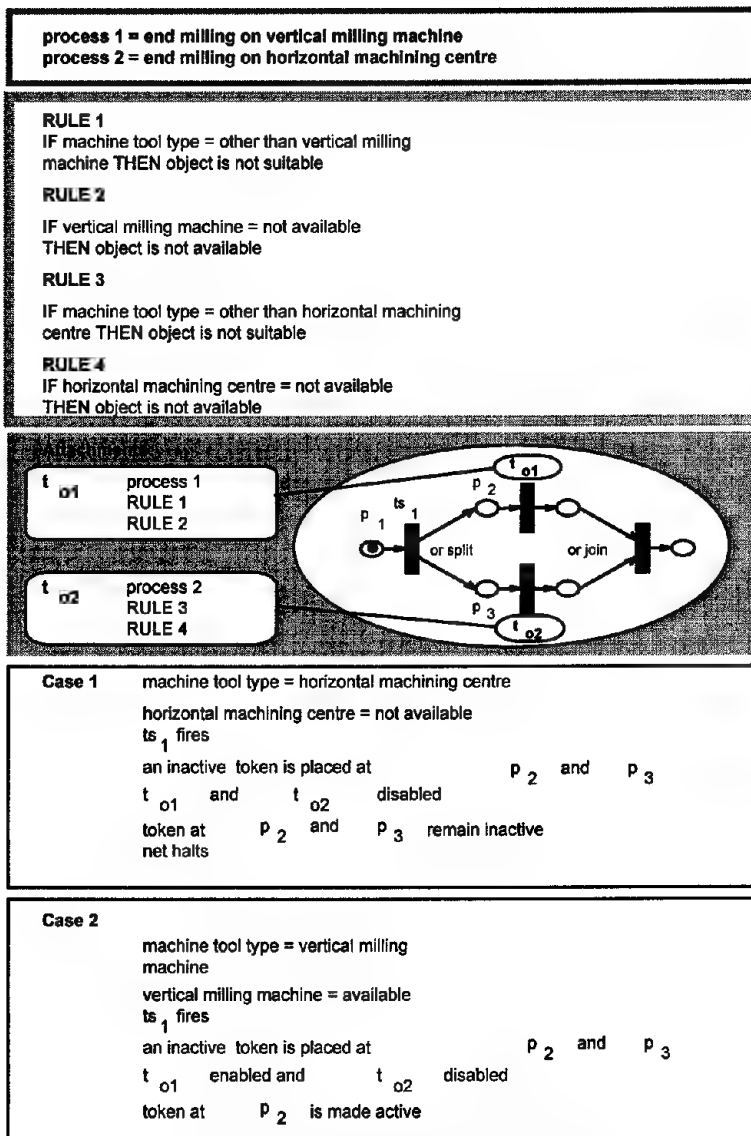 process 1 = end milling on vertical milling machine
process 2 = end milling on horizontal machining centre
RULE 1
IF machine tool type = other than vertical milling
machine THEN object is not suitable
RULE 2
IF vertical milling machine = not available
THEN object is not available
RULE 3
IF machine tool type = other than horizontal machining
centre THEN object is not suitable
RULE 4
IF horizontal machining centre = not available
THEN object is not available
t o1 process 1
RULE 1
RULE 2
t o2 process 2
RULE 3
RULE 4
t o1
p 2
p 1
ts 1
or split
or join
p 3
t o2
Case 1 machine tool type = horizontal machining centre
horizontal machining centre = not available
ts 1 fires
an inactive token is placed at p 2 and p 3
t o1 and t o2 disabled
token at p 2 and p 3 remain inactive
net halts
Case 2
machine tool type = vertical milling
machine
vertical milling machine = available
ts 1 fires
an inactive token is placed at p 2 and p 3
t o1 enabled and t o2 disabled
token at p 2 is made active